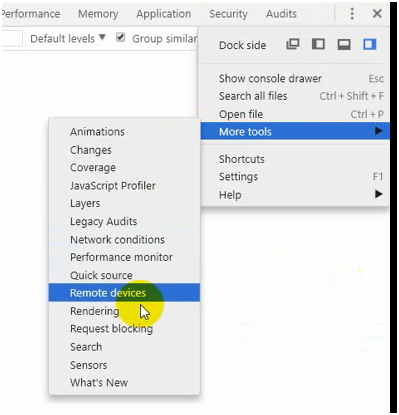 Performance Memory Application Security Audits
Default levels ▼ Group similar
Dock side
Show console drawer Esc
Search all files Ctrl + Shift + F
Open file Ctrl + P
More tools
Shortcuts
Settings F1
Help
Animations
Changes
Coverage
JavaScript Profiler
Layers
Legacy Audits
Network conditions
Performance monitor
Quick source
Remote devices
Rendering
Request blocking
Search
Sensors
What's New